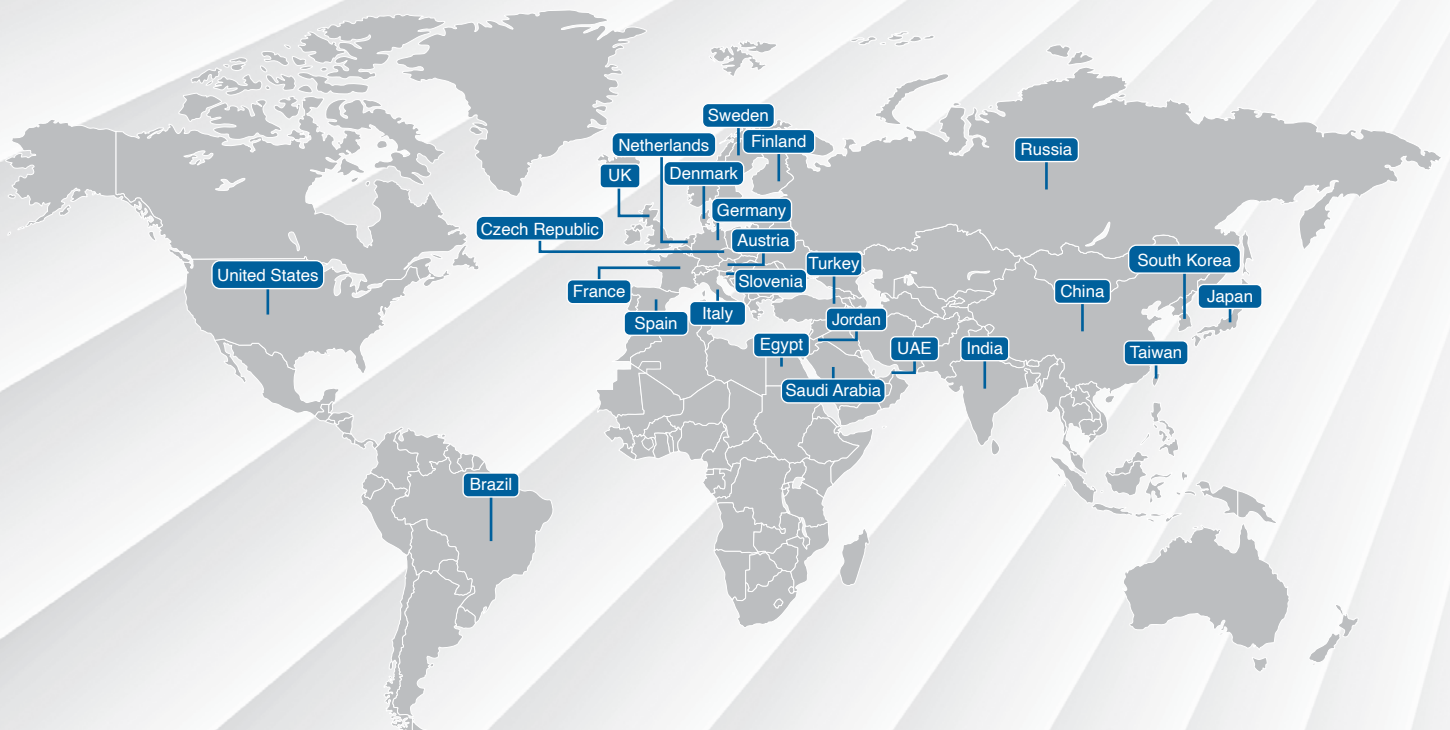 Sweden
Netherlands
Finland
Russia
UK
Denmark
Germany
Czech Republic
Austria
United States
Turkey
South Korea
France
Slovenia
China
Japan
Spain
Italy
Jordan
Egypt
UAE
India
Taiwan
Saudi Arabia
Brazil